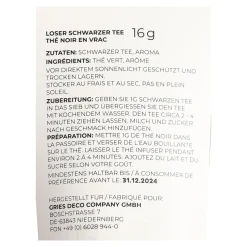 LOSER SCHWARZER TEE 16g
THÉ NOIR EN VRAC
ZUTATEN: SCHWARZER TEE, AROMA
INGRÉDIENTS: THÉ VERT, ARÔME
VOR DIREKTEM SONNENLICHT GESCHÜTZT UND
TROCKEN LAGERN.
STOCKER AU FRAIS ET AU SEC, PAS EN PLEIN
SOLEIL.
ZUBEREITUNG: GEBEN SIE 1G SCHWARZEN TEE
IN DAS SIEB UND ÜBERGIESSEN SIE DEN TEE
MIT KOCHENDEM WASSER. DEN TEE CIRCA 2 - 4
MINUTEN ZIEHEN LASSEN. MILCH UND ZUCKER
NACH GESCHMACK HINZUFÜGEN.
PRÉPARATION: METTRE 1G DE THÉ NOIR DANS
LA PASSOIRE ET VERSER DE L'EAU BOUILLANTE
SUR LE THÉ. LAISSER LE THÉ INFUSER PENDANT
ENVIRON 2 À 4 MINUTES. AJOUTEZ DU LAIT ET DU
SUCRE SELON VOTRE GOÛT.
MINDESTENS HALTBAR BIS / À CONSOMMER DE
PRÉFÉRENCE AVANT LE: 31.12.2024
HERGESTELLT FÜR / FABRIQUÉ POUR:
GRIES DECO COMPANY GMBH
BOSCHSTRASSE 7
DE-63843 NIEDERNBERG
FON +49 (0) 6028 944-0